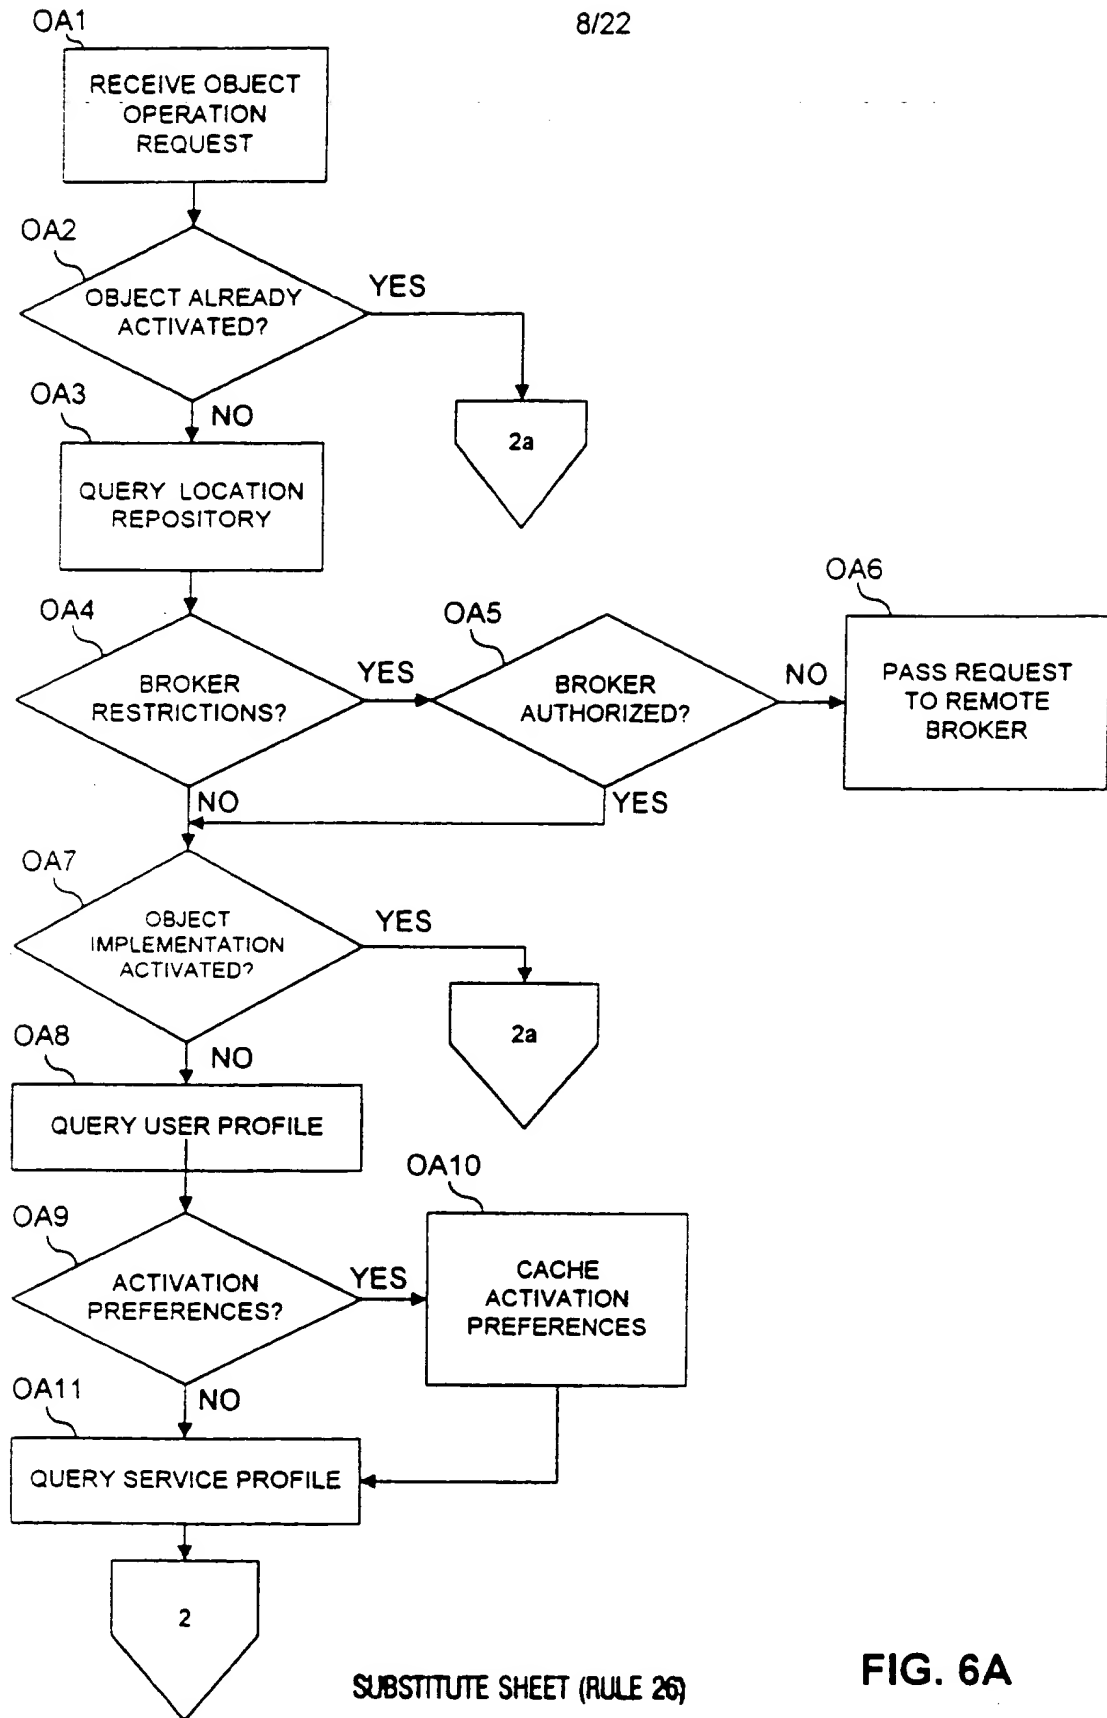 8/22
OA1
RECEIVE OBJECT
OPERATION
REQUEST
OA2
OBJECT ALREADY
ACTIVATED?
YES
2a
NO
OA3
QUERY LOCATION
REPOSITORY
OA4
BROKER
RESTRICTIONS?
YES
OA5
BROKER
AUTHORIZED?
NO
OA6
PASS REQUEST
TO REMOTE
BROKER
NO
YES
OA7
OBJECT
IMPLEMENTATION
ACTIVATED?
YES
2a
NO
OA8
QUERY USER PROFILE
OA9
ACTIVATION
PREFERENCES?
YES
OA10
CACHE
ACTIVATION
PREFERENCES
NO
OA11
QUERY SERVICE PROFILE
2
SUBSTITUTE SHEET (RULE 26)
FIG. 6A